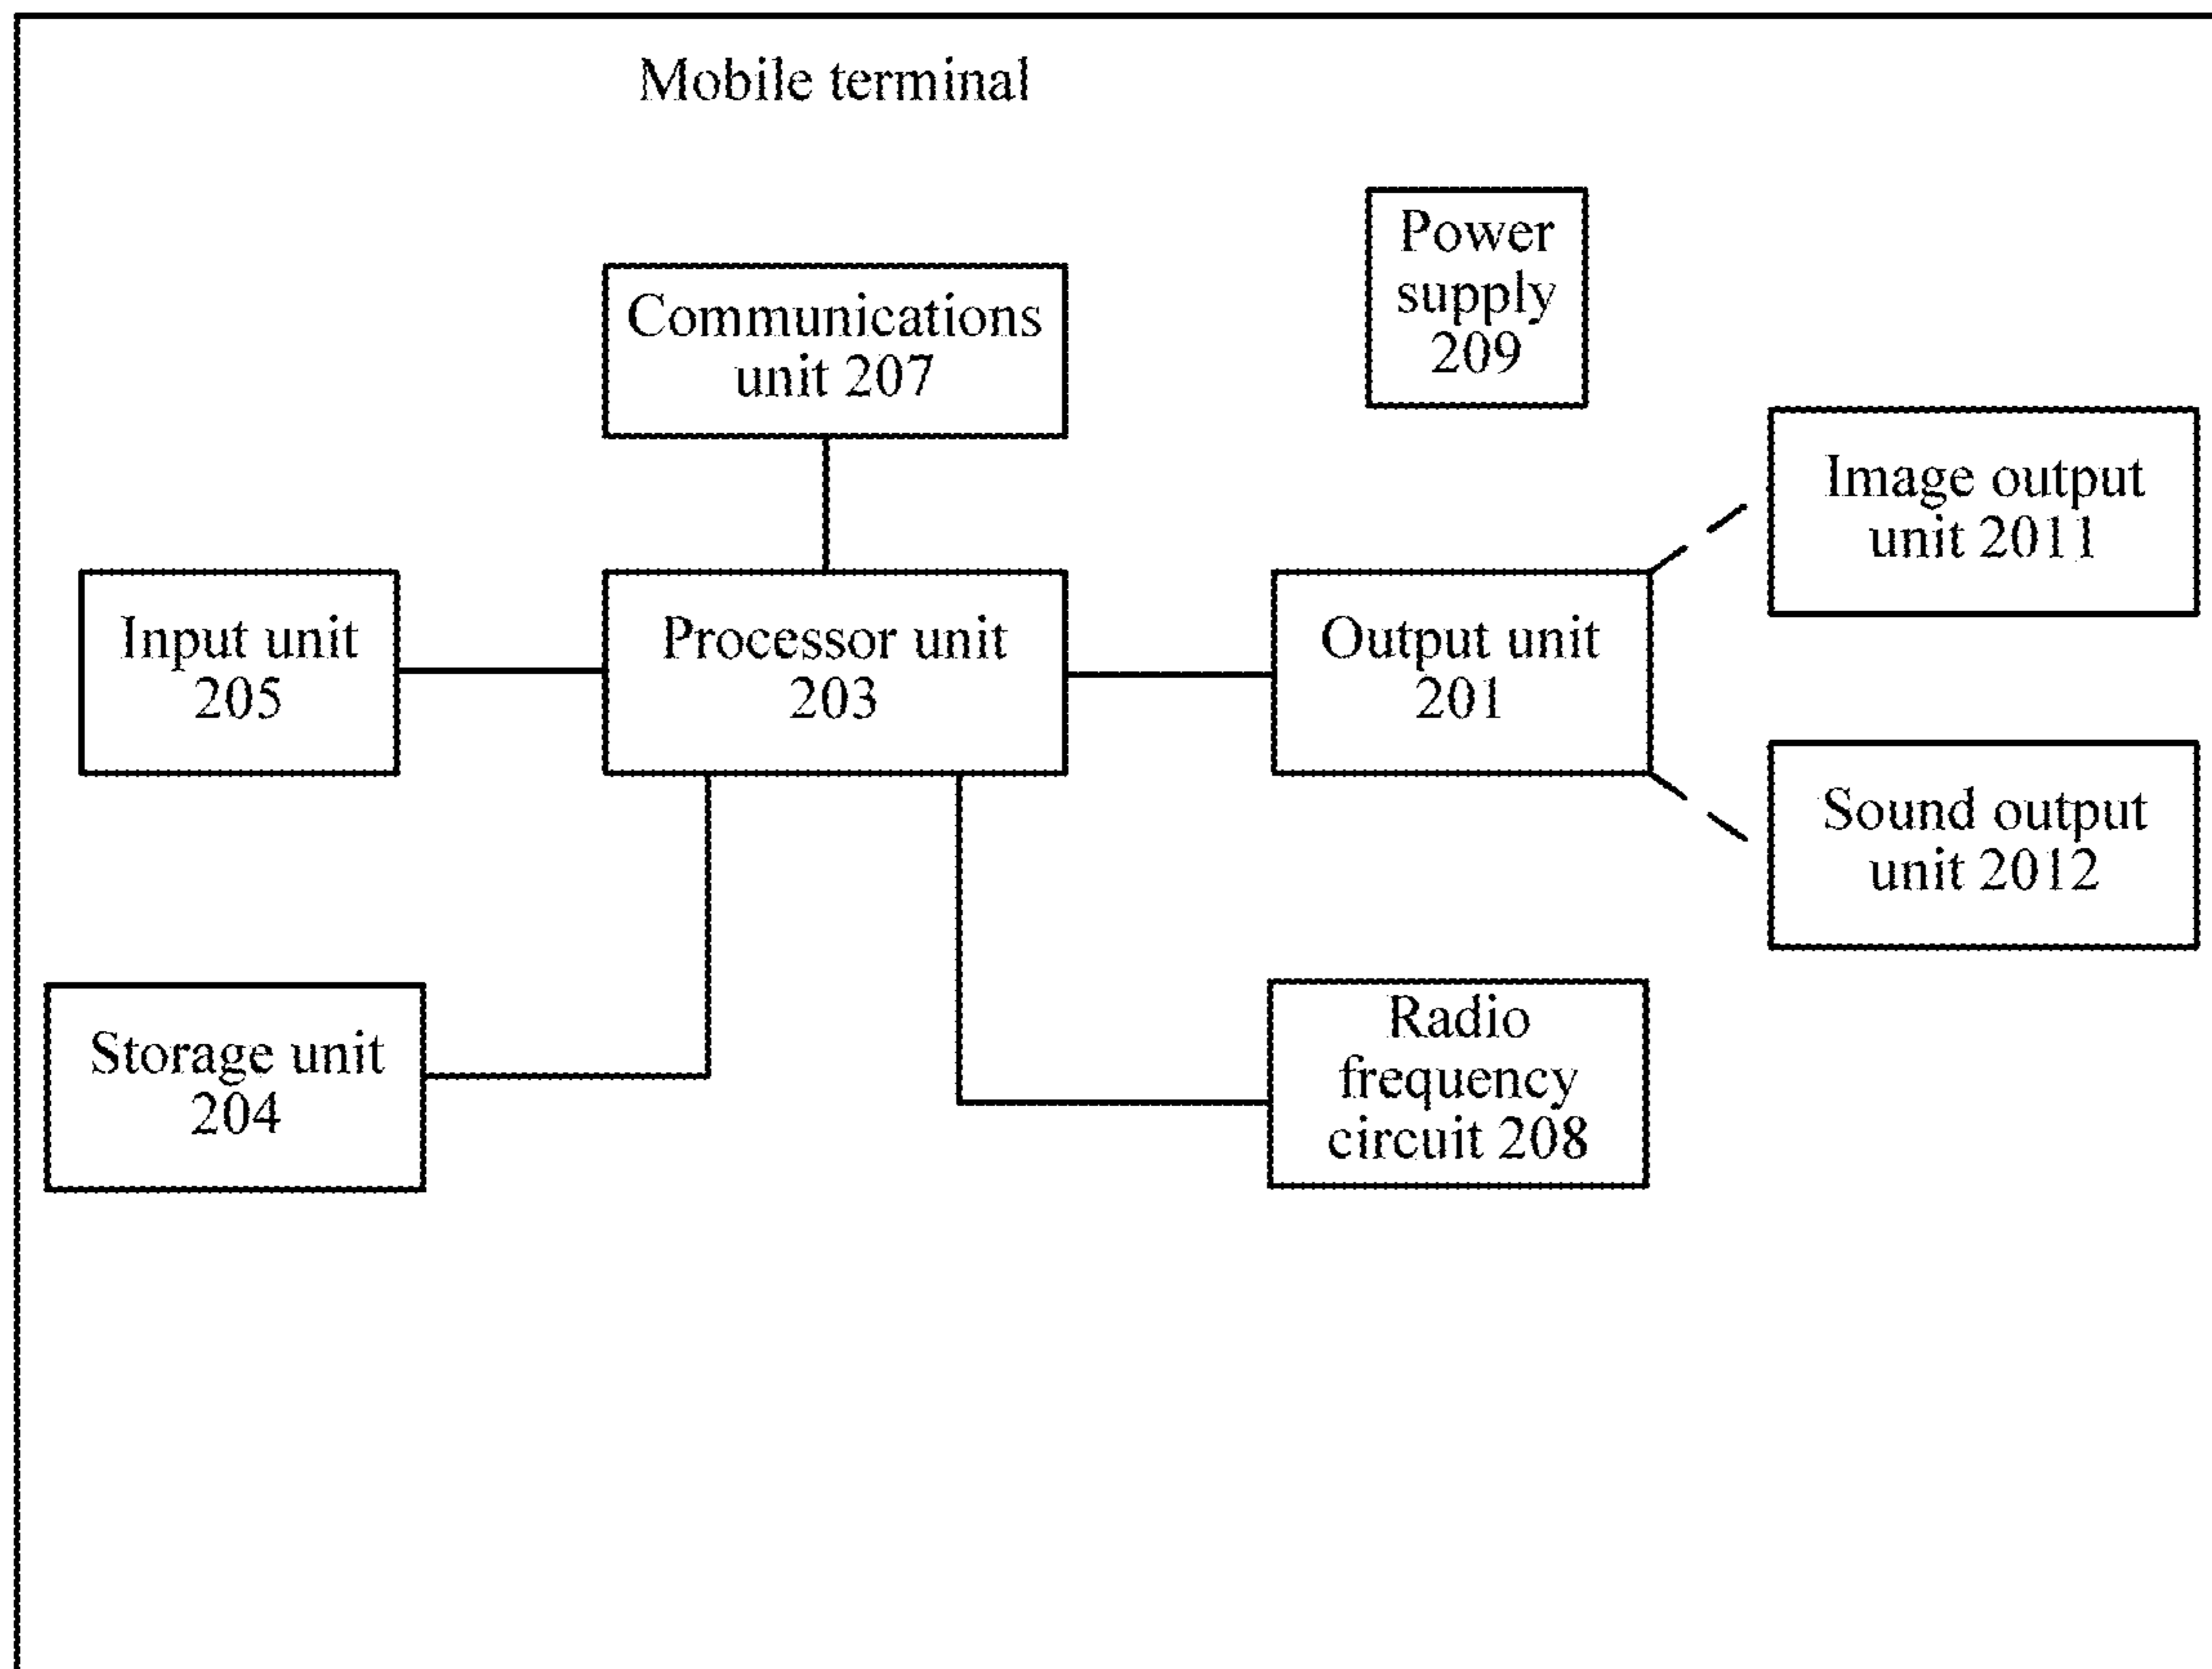 Mobile terminal
Power
supply
209
Communications
unit 207
Image output
unit 2011
Input unit
205
Processor unit
203
Output unit
201
Sound output
unit 2012
Storage unit
204
Radio
frequency
circuit 208